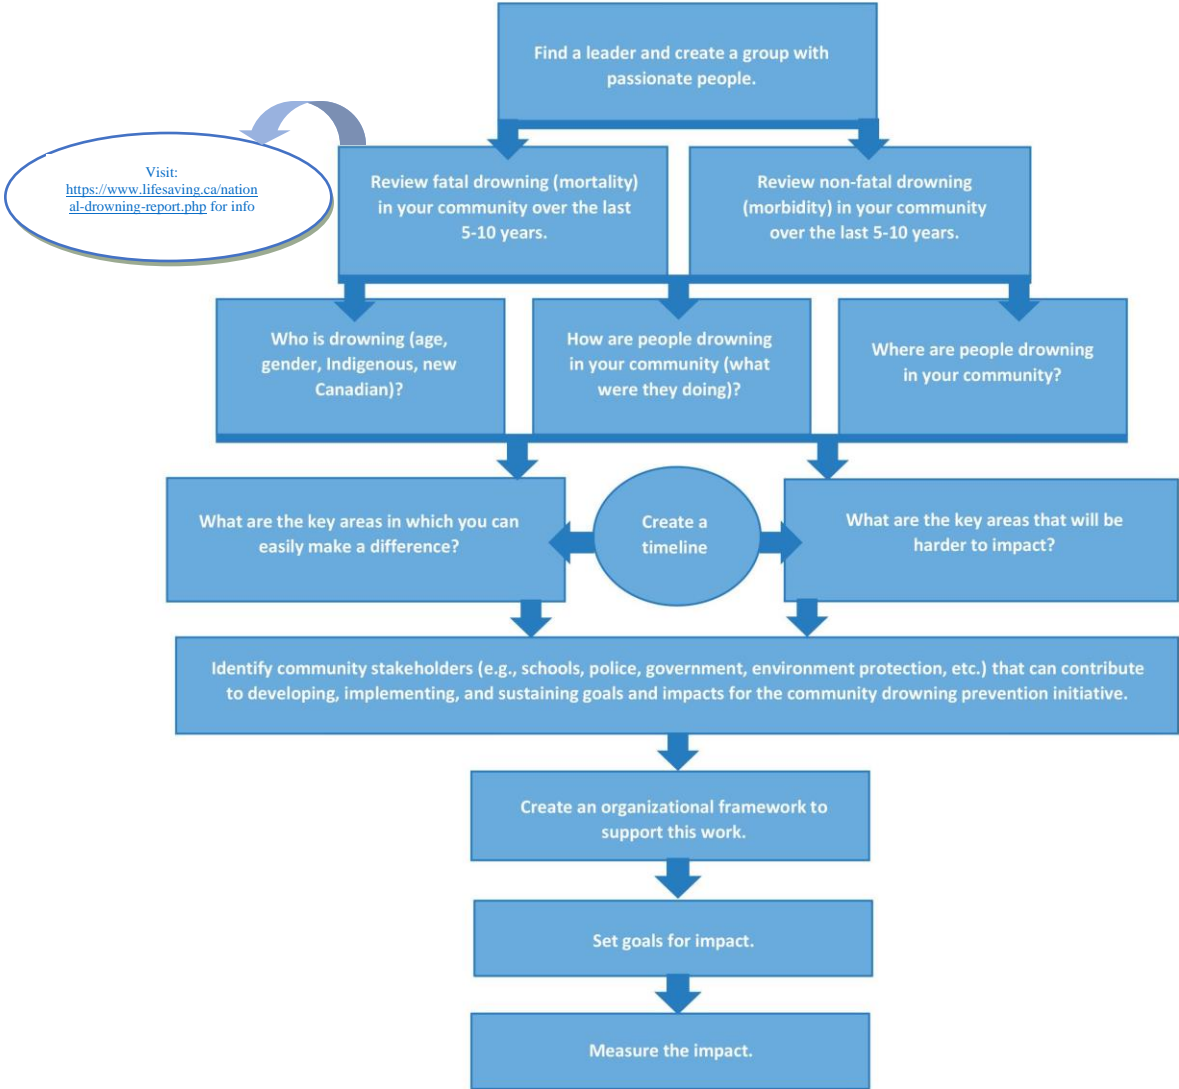 Find a leader and create a group with
passionate people.
Visit:
https://www.lifesaving.ca/nation
al-drowning-report.php for info
Review fatal drowning (mortality)
in your community over the last
5-10 years.
Review non-fatal drowning
(morbidity) in your community
over the last 5-10 years.
Who is drowning (age,
gender, Indigenous, new
Canadian)?
How are people drowning
in your community (what
were they doing)?
Where are people drowning
in your community?
What are the key areas in which you can
easily make a difference?
Create a
timeline
What are the key areas that will be
harder to impact?
Identify community stakeholders (e.g., schools, police, government, environment protection, etc.) that can contribute
to developing, implementing, and sustaining goals and impacts for the community drowning prevention initiative.
Create an organizational framework to
support this work.
Set goals for impact.
Measure the impact.